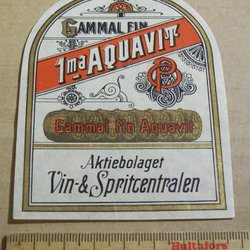 GAMMAL FIN
1ma AQUAVIT
Gammal Fin Aquavit
Aktiebolaget
Vin-& Spritcentralen
Hultafors